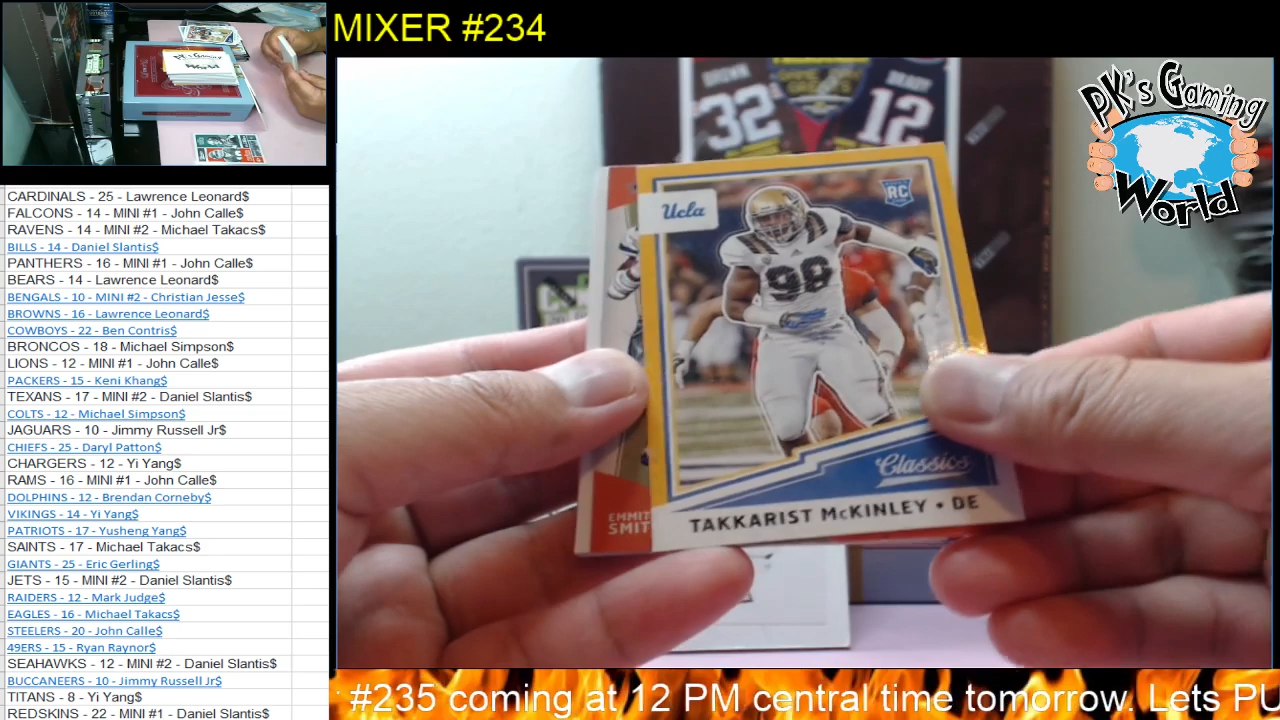 MIXER #234
CARDINALS - 25 - Lawrence Leonard$
FALCONS - 14 - MINI #1 - John Calle$
RAVENS - 14 - MINI #2 - Michael Takacs$
BILLS - 14 - Daniel Slantis$
PANTHERS - 16 - MINI #1 - John Calle$
BEARS - 14 - Lawrence Leonard$
BENGALS - 10 - MINI #2 - Christian Jesse$
BROWNS - 16 - Lawrence Leonard$
COWBOYS - 22 - Ben Contris$
BRONCOS - 18 - Michael Simpson$
LIONS - 12 - MINI #1 - John Calle$
PACKERS - 15 - Keni Khang$
TEXANS - 17 - MINI #2 - Daniel Slantis$
COLTS - 12 - Michael Simpson$
JAGUARS - 10 - Jimmy Russell Jr$
CHIEFS - 25 - Daryl Patton$
CHARGERS - 12 - Yi Yang$
RAMS - 16 - MINI #1 - John Calle$
DOLPHINS - 12 - Brendan Corneby$
VIKINGS - 14 - Yi Yang$
PATRIOTS - 17 - Yusheng Yang$
SAINTS - 17 - Michael Takacs$
GIANTS - 25 - Eric Gerling$
JETS - 15 - MINI #2 - Daniel Slantis$
RAIDERS - 12 - Mark Judge$
EAGLES - 16 - Michael Takacs$
STEELERS - 20 - John Calle$
49ERS - 15 - Ryan Raynor$
SEAHAWKS - 12 - MINI #2 - Daniel Slantis$
BUCCANEERS - 10 - Jimmy Russell Jr$
TITANS - 8 - Yi Yang$
REDSKINS - 22 - MINI #1 - Daniel Slantis$
BROWN
32
BRADY
12
PK's Gaming
World
Ucla
RC
98
Classics
TAKKARIST McKINLEY • DE
EMMIT
SMIT
#235 coming at 12 PM central time tomorrow. Lets PU